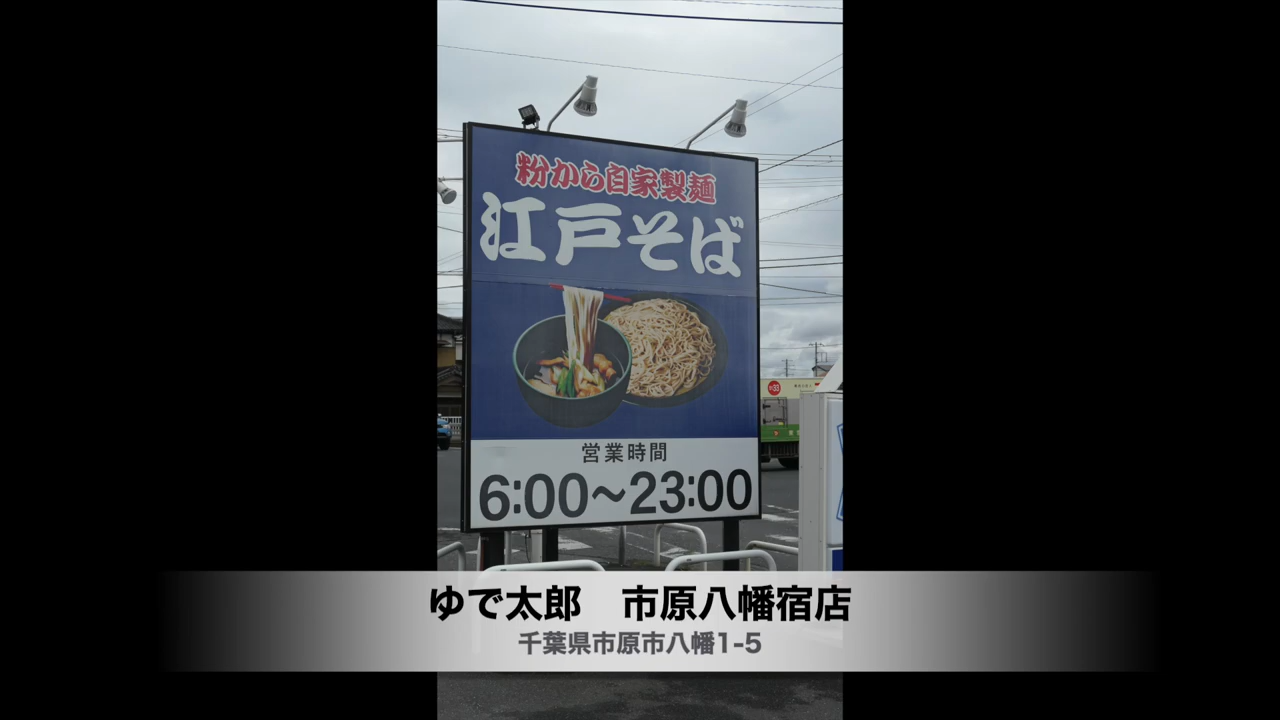 粉から自家製麺
江戸そば
営業時間
6:00〜23:00
ゆで太郎　市原八幡宿店
千葉県市原市八幡1-5